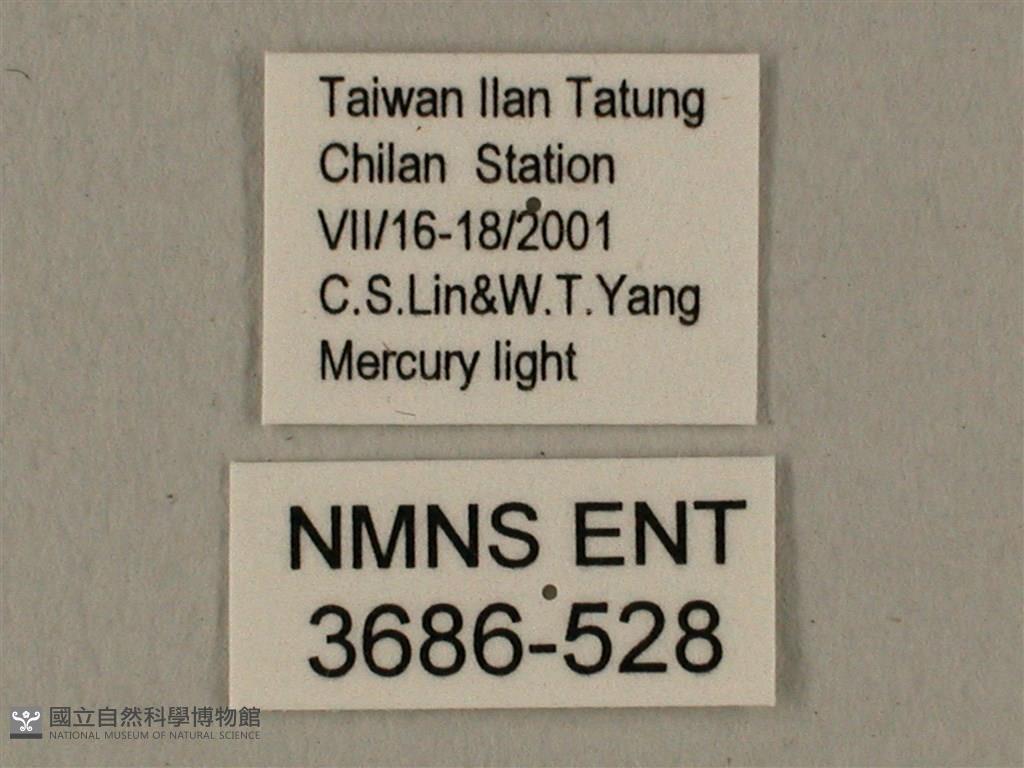 Taiwan Ilan Tatung
Chilan Station
VII/16-18/2001
C.S.Lin&W.T.Yang
Mercury light
NMNS ENT
3686-528
國立自然科學博物館
NATIONAL MUSEUM OF NATURAL SCIENCE